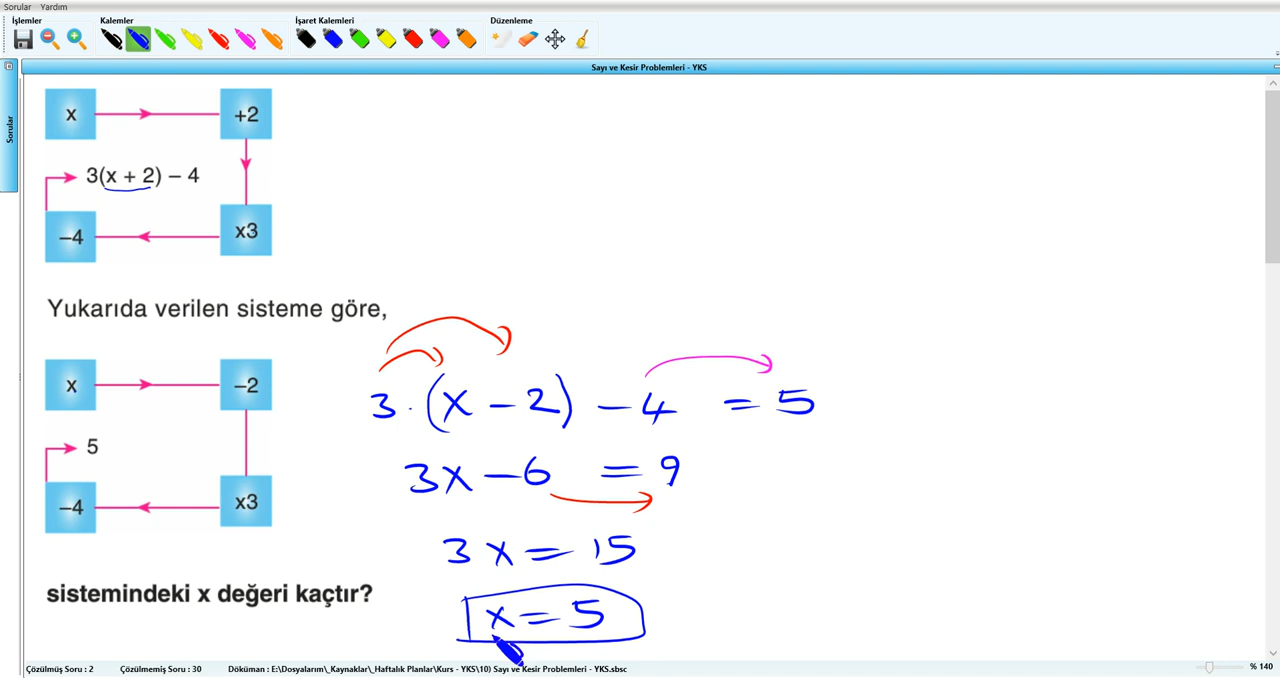 Sorular Yardım
İşlemler Kalemler İşaret Kalemleri Düzenleme
Sayı ve Kesir Problemleri - YKS
Sorular
x +2
3(x + 2) – 4
–4 x3
Yukarıda verilen sisteme göre,
x –2
5
–4 x3
sistemindeki x değeri kaçtır?
3 · (x – 2) – 4 = 5
3x – 6 = 9
3x = 15
x = 5
Çözülmüş Soru : 2 Çözülmemiş Soru : 30 Döküman : E:\Dosyalarım\_Kaynaklar\_Haftalık Planlar\Kurs - YKS\10) Sayı ve Kesir Problemleri - YKS.sbsc % 140